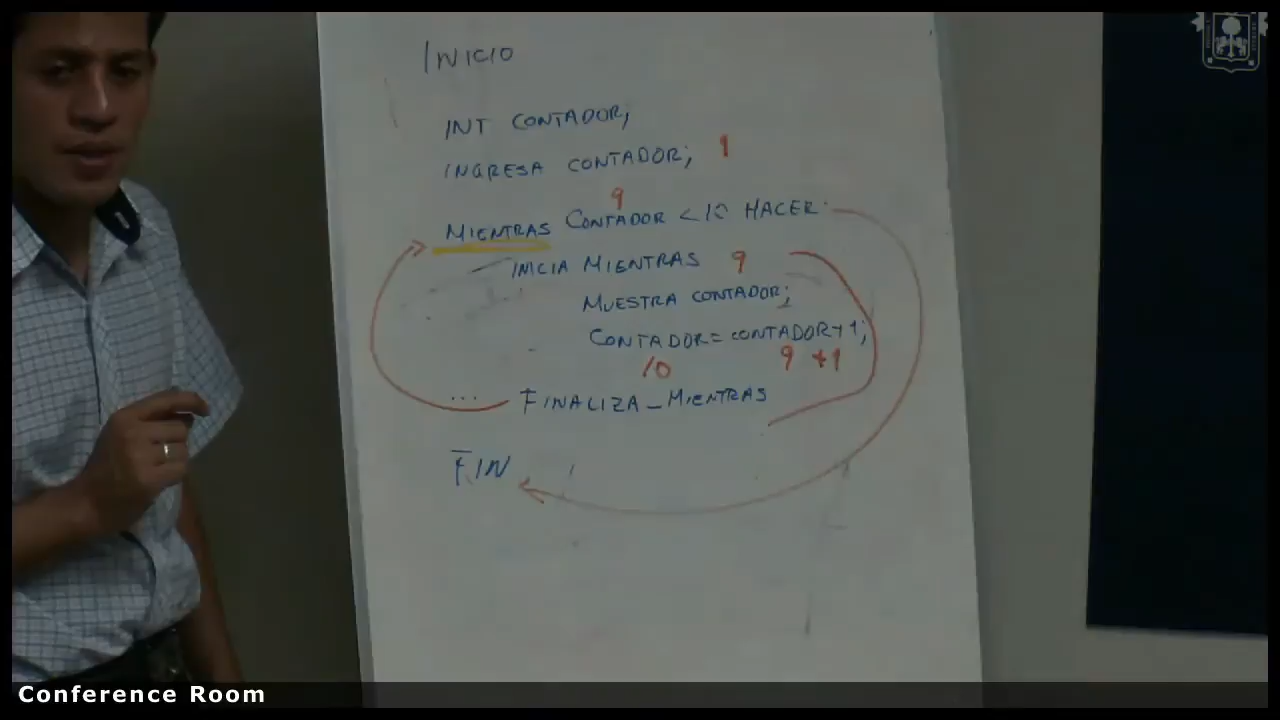 INICIO
INT CONTADOR;
INGRESA CONTADOR; 9
9
MIENTRAS CONTADOR < 10 HACER
INICIA MIENTRAS 9
MUESTRA CONTADOR;
CONTADOR = CONTADOR + 1;
10 9 +1
... FINALIZA_MIENTRAS
FIN
Conference Room